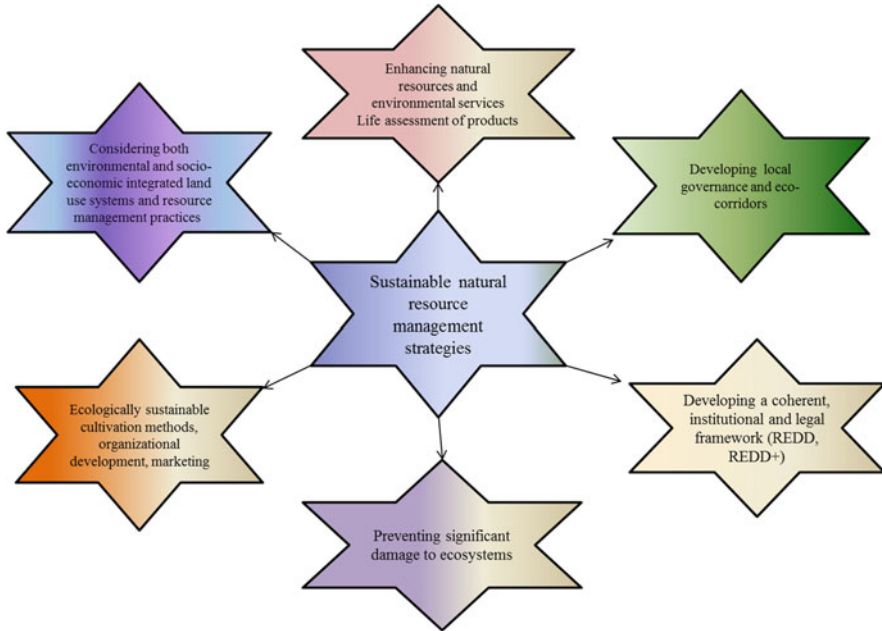 Enhancing natural
resources and
environmental services
Life assessment of products
Considering both
environmental and socio-
economic integrated land
use systems and resource
management practices
Developing local
governance and eco-
corridors
Sustainable natural
resource
management
strategies
Ecologically sustainable
cultivation methods,
organizational
development, marketing
Developing a coherent,
institutional and legal
framework (REDD,
REDD+)
Preventing significant
damage to ecosystems